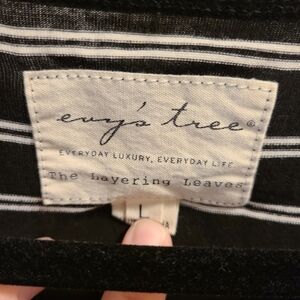 evy's tree®
EVERYDAY LUXURY, EVERYDAY LIFE
The Layering Leaves
L